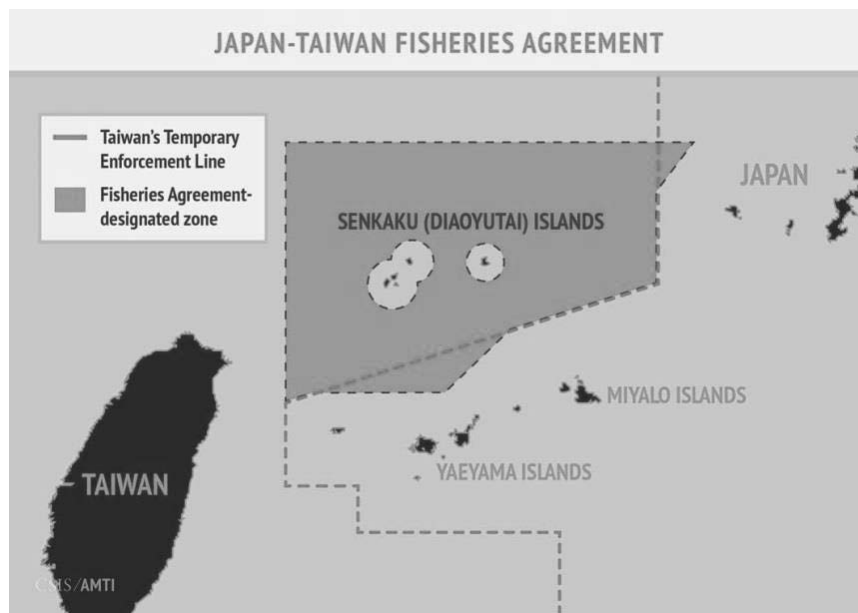 JAPAN-TAIWAN FISHERIES AGREEMENT
Taiwan's Temporary
Enforcement Line
Fisheries Agreement-
designated zone
SENKAKU (DIAOYUTAI) ISLANDS
JAPAN
MIYALO ISLANDS
YAEYAMA ISLANDS
TAIWAN
CSIS/AMTI